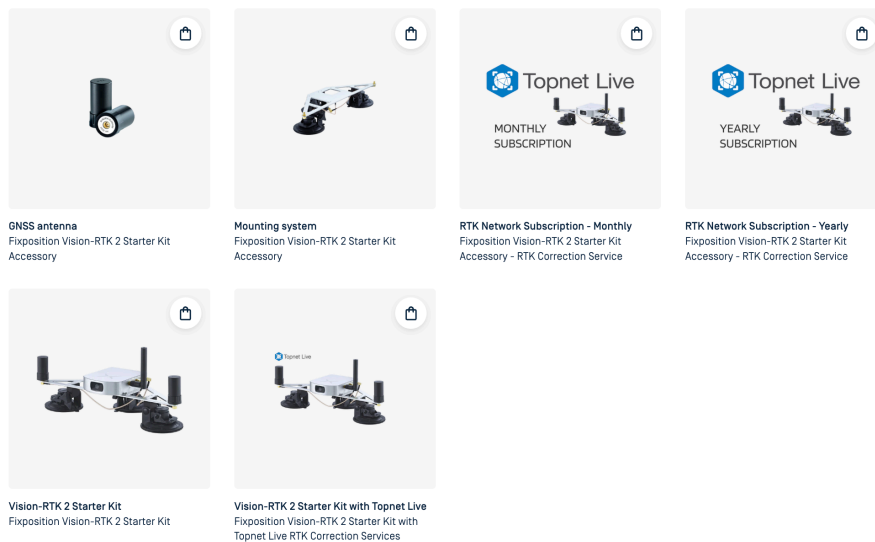 Topnet Live
MONTHLY
SUBSCRIPTION
Topnet Live
YEARLY
SUBSCRIPTION
GNSS antenna
Fixposition Vision-RTK 2 Starter Kit
Accessory
Mounting system
Fixposition Vision-RTK 2 Starter Kit
Accessory
RTK Network Subscription - Monthly
Fixposition Vision-RTK 2 Starter Kit
Accessory - RTK Correction Service
RTK Network Subscription - Yearly
Fixposition Vision-RTK 2 Starter Kit
Accessory - RTK Correction Service
Topnet Live
Vision-RTK 2 Starter Kit
Fixposition Vision-RTK 2 Starter Kit
Vision-RTK 2 Starter Kit with Topnet Live
Fixposition Vision-RTK 2 Starter Kit with
Topnet Live RTK Correction Services